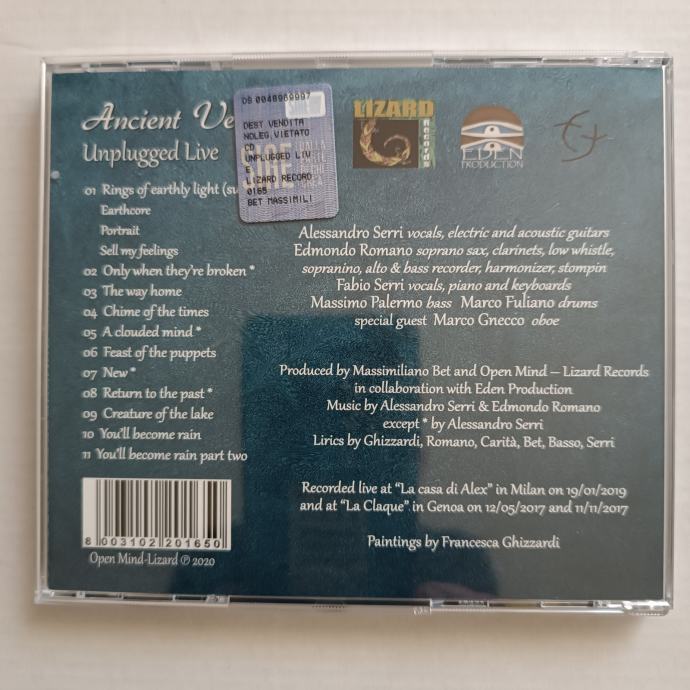 Ancient Ve
Unplugged Live
DS 0048969997
DEST VENDITA
NOLEG.VIETATO
CD
UNPLUGGED LIV
E
LIZARD RECORD
0165
BET MASSIMILI
LIZARD
Records
EDEN
PRODUCTION
01 Rings of earthly light (su
Earthcore
Portrait
Sell my feelings
02 Only when they're broken *
03 The way home
04 Chime of the times
05 A clouded mind *
06 Feast of the puppets
07 New *
08 Return to the past *
09 Creature of the lake
10 You'll become rain
11 You'll become rain part two
8 003102 201650
Open Mind-Lizard ℗ 2020
Alessandro Serri vocals, electric and acoustic guitars
Edmondo Romano soprano sax, clarinets, low whistle,
sopranino, alto & bass recorder, harmonizer, stompin
Fabio Serri vocals, piano and keyboards
Massimo Palermo bass Marco Fuliano drums
special guest Marco Gnecco oboe
Produced by Massimiliano Bet and Open Mind – Lizard Records
in collaboration with Eden Production
Music by Alessandro Serri & Edmondo Romano
except * by Alessandro Serri
Lirics by Ghizzardi, Romano, Carità, Bet, Basso, Serri
Recorded live at "La casa di Alex" in Milan on 19/01/2019
and at "La Claque" in Genoa on 12/05/2017 and 11/11/2017
Paintings by Francesca Ghizzardi